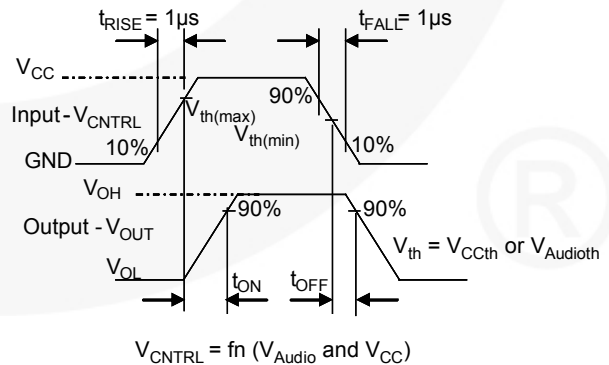 tRISE = 1µs
tFALL = 1µs
VCC
90%
Input - VCNTRL
Vth(max)
Vth(min)
10%
10%
GND
VOH
90%
90%
Output - VOUT
Vth = VCCth or VAudioth
VOL
tON
tOFF
VCNTRL = fn (VAudio and VCC)
®